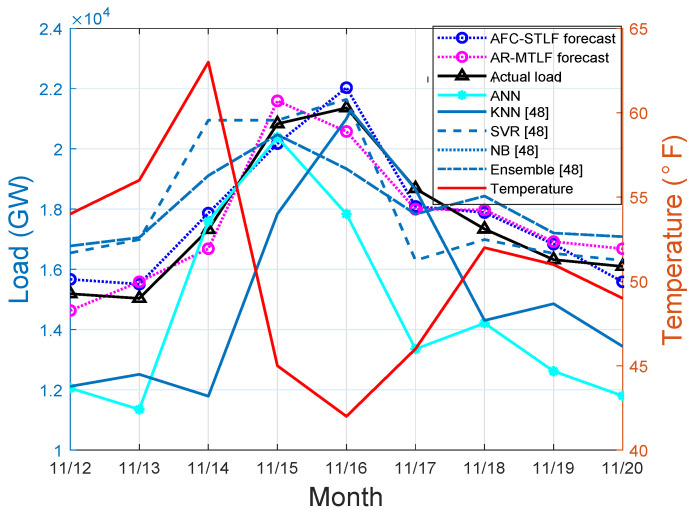 ×10⁴
2.4
2.2
2
1.8
1.6
1.4
1.2
1
Load (GW)
65
60
55
50
45
40
Temperature (°F)
AFC-STLF forecast
AR-MTLF forecast
Actual load
ANN
KNN [48]
SVR [48]
NB [48]
Ensemble [48]
Temperature
11/12 11/13 11/14 11/15 11/16 11/17 11/18 11/19 11/20
Month